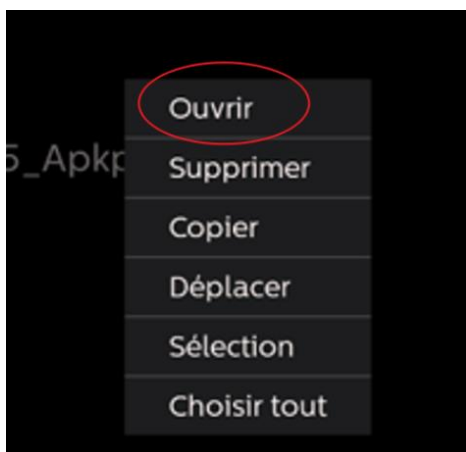 Ouvrir
5_Apkp
Supprimer
Copier
Déplacer
Sélection
Choisir tout